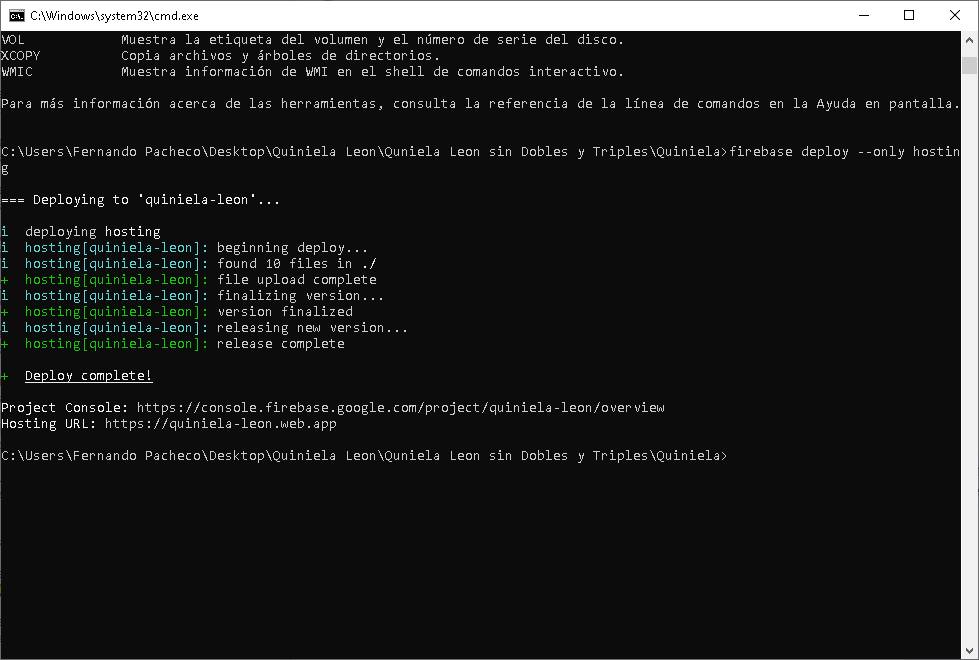 C:\Windows\system32\cmd.exe
VOL            Muestra la etiqueta del volumen y el número de serie del disco.
XCOPY          Copia archivos y árboles de directorios.
WMIC           Muestra información de WMI en el shell de comandos interactivo.
Para más información acerca de las herramientas, consulta la referencia de la línea de comandos en la Ayuda en pantalla.
C:\Users\Fernando Pacheco\Desktop\Quiniela Leon\Quniela Leon sin Dobles y Triples\Quiniela>firebase deploy --only hostin
g
=== Deploying to 'quiniela-leon'...
i  deploying hosting
i  hosting[quiniela-leon]: beginning deploy...
i  hosting[quiniela-leon]: found 10 files in ./
+  hosting[quiniela-leon]: file upload complete
i  hosting[quiniela-leon]: finalizing version...
+  hosting[quiniela-leon]: version finalized
i  hosting[quiniela-leon]: releasing new version...
+  hosting[quiniela-leon]: release complete
+  Deploy complete!
Project Console: https://console.firebase.google.com/project/quiniela-leon/overview
Hosting URL: https://quiniela-leon.web.app
C:\Users\Fernando Pacheco\Desktop\Quiniela Leon\Quniela Leon sin Dobles y Triples\Quiniela>